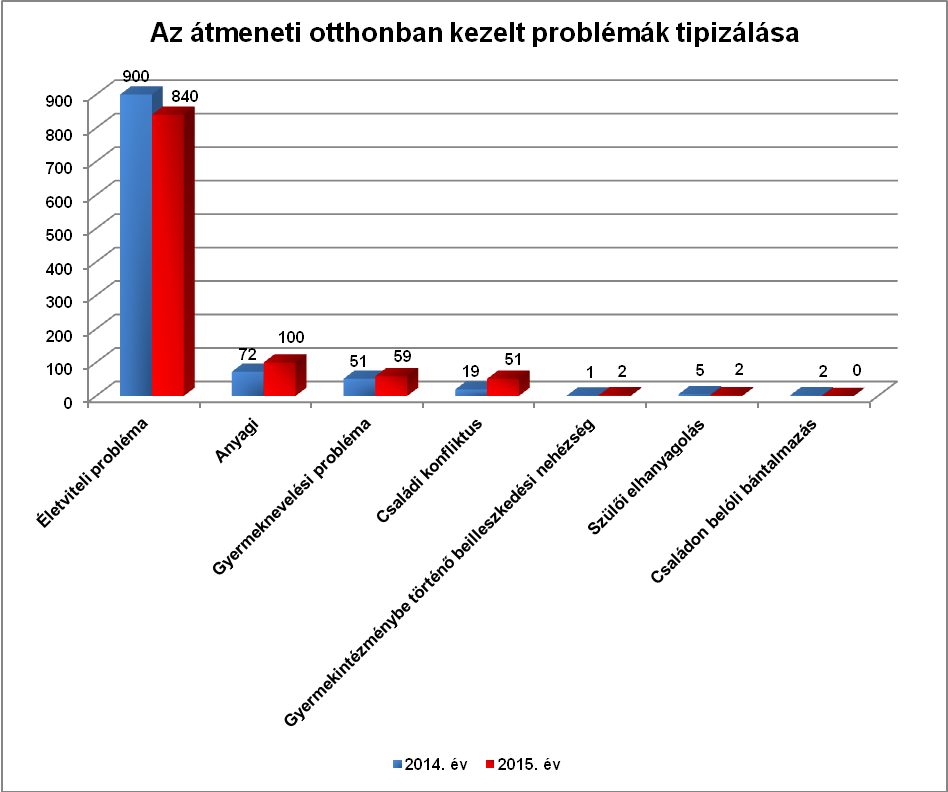 Az átmeneti otthonban kezelt problémák tipizálása
900
840
72
100
51
59
19
51
1
2
5
2
2
0
900
800
700
600
500
400
300
200
100
0
Életviteli probléma
Anyagi
Gyermeknevelési probléma
Családi konfliktus
Gyermekintézménybe történő beilleszkedési nehézség
Szülői elhanyagolás
Családon belóli bántalmazás
2014. év
2015. év